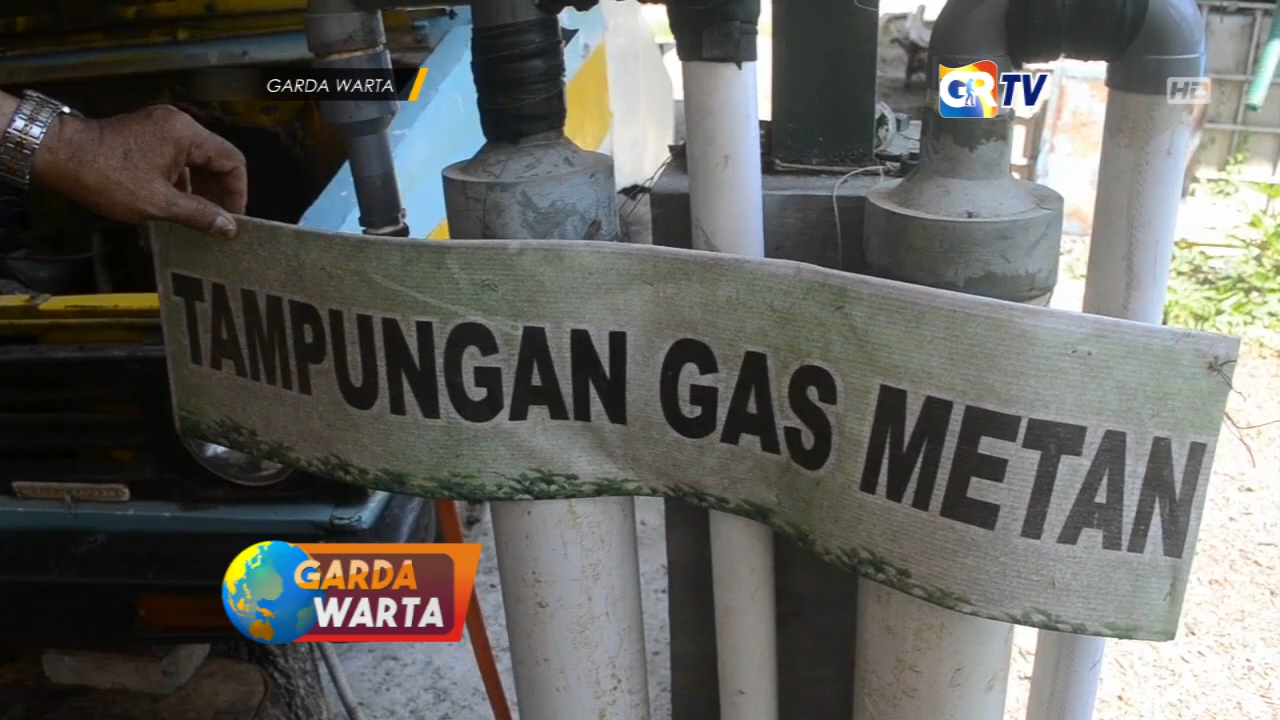 GARDA WARTA
GRTV
HD
TAMPUNGAN GAS METAN
GARDA
WARTA